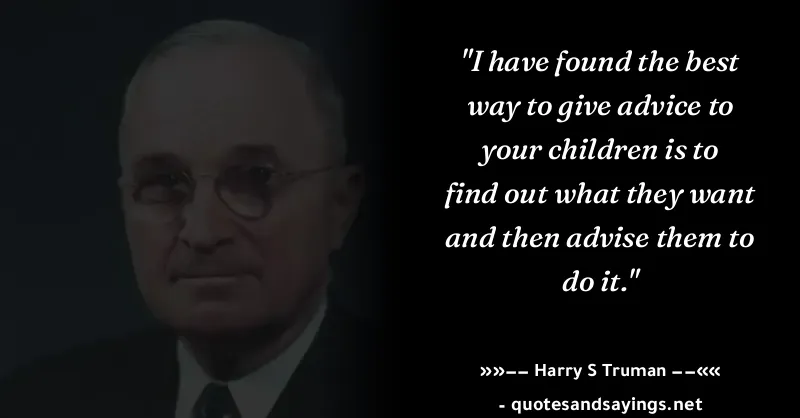 "I have found the best
way to give advice to
your children is to
find out what they want
and then advise them to
do it."
»»−− Harry S Truman −−««
- quotesandsayings.net